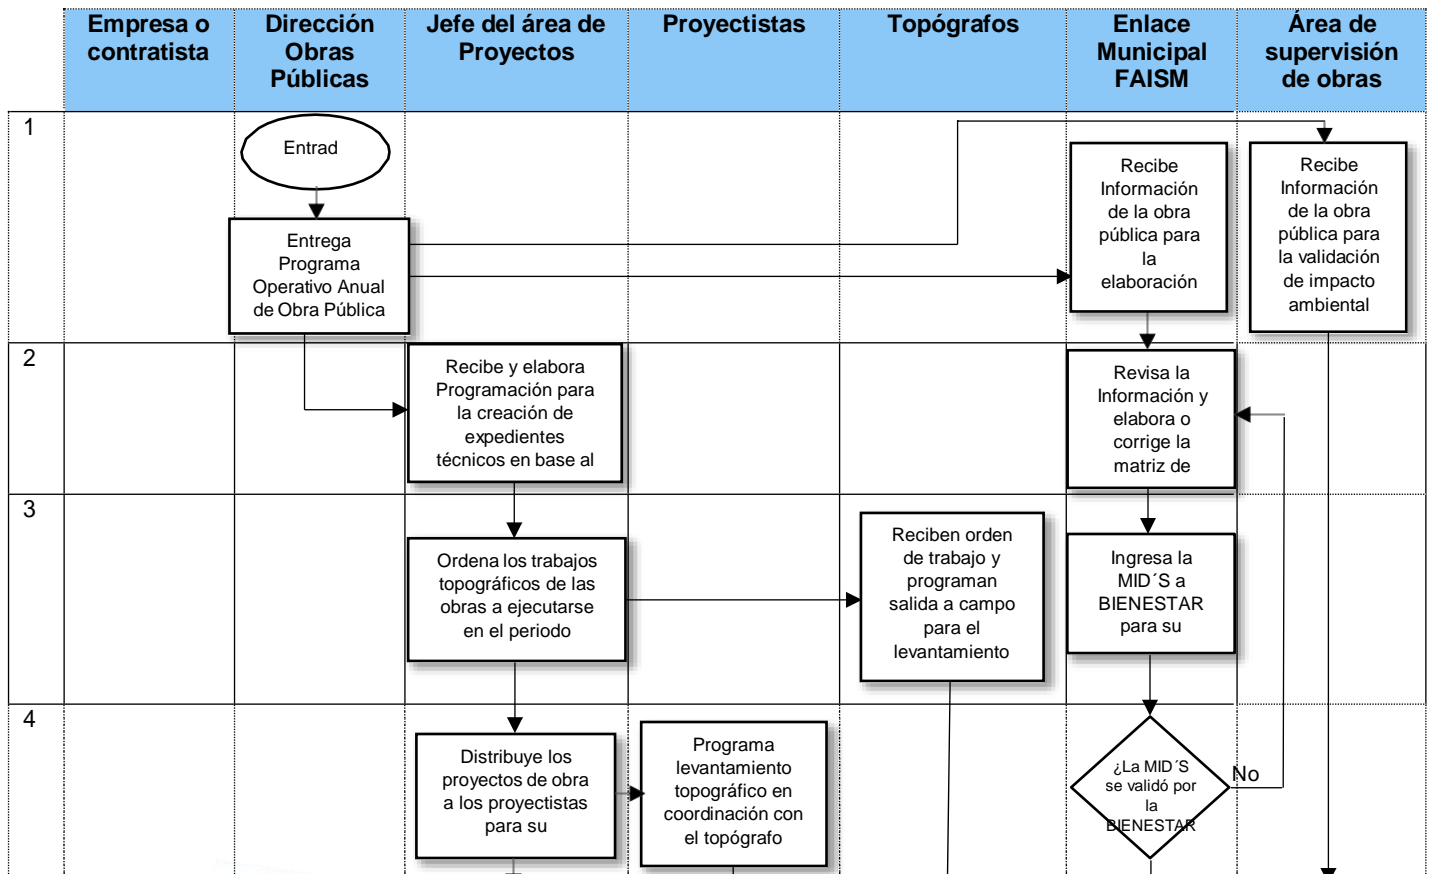 Empresa o
contratista
Dirección
Obras
Públicas
Jefe del área de
Proyectos
Proyectistas
Topógrafos
Enlace
Municipal
FAISM
Área de
supervisión
de obras
1
Entrad
Entrega
Programa
Operativo Anual
de Obra Pública
Recibe
Información
de la obra
pública para
la
elaboración
Recibe
Información
de la obra
pública para
la validación
de impacto
ambiental
2
Recibe y elabora
Programación para
la creación de
expedientes
técnicos en base al
Revisa la
Información y
elabora o
corrige la
matriz de
3
Ordena los trabajos
topográficos de las
obras a ejecutarse
en el periodo
Reciben orden
de trabajo y
programan
salida a campo
para el
levantamiento
Ingresa la
MID´S a
BIENESTAR
para su
4
Distribuye los
proyectos de obra
a los proyectistas
para su
Programa
levantamiento
topográfico en
coordinación con
el topógrafo
¿La MID´S
se validó por
la
BIENESTAR
No